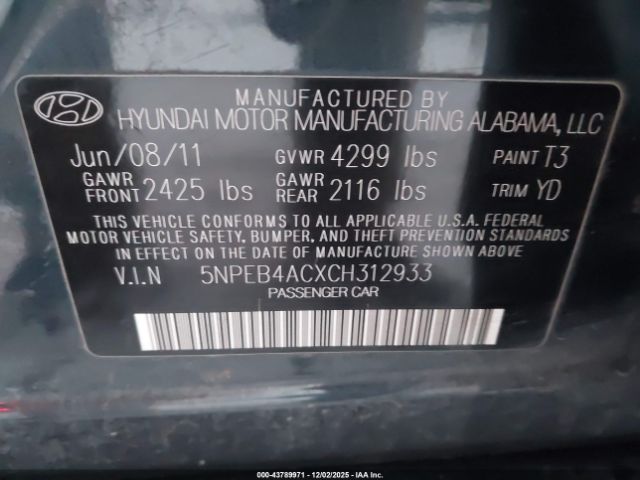 MANUFACTURED BY
HYUNDAI MOTOR MANUFACTURING ALABAMA, LLC
Jun/08/11 GVWR 4299 lbs PAINT T3
GAWR FRONT 2425 lbs GAWR REAR 2116 lbs TRIM YD
THIS VEHICLE CONFORMS TO ALL APPLICABLE U.S.A. FEDERAL
MOTOR VEHICLE SAFETY, BUMPER, AND THEFT PREVENTION STANDARDS
IN EFFECT ON THE DATE OF MANUFACTURE SHOWN ABOVE
V.I.N 5NPEB4ACXCH312933
PASSENGER CAR
000-43789971 • 12/02/2025 • IAA Inc.